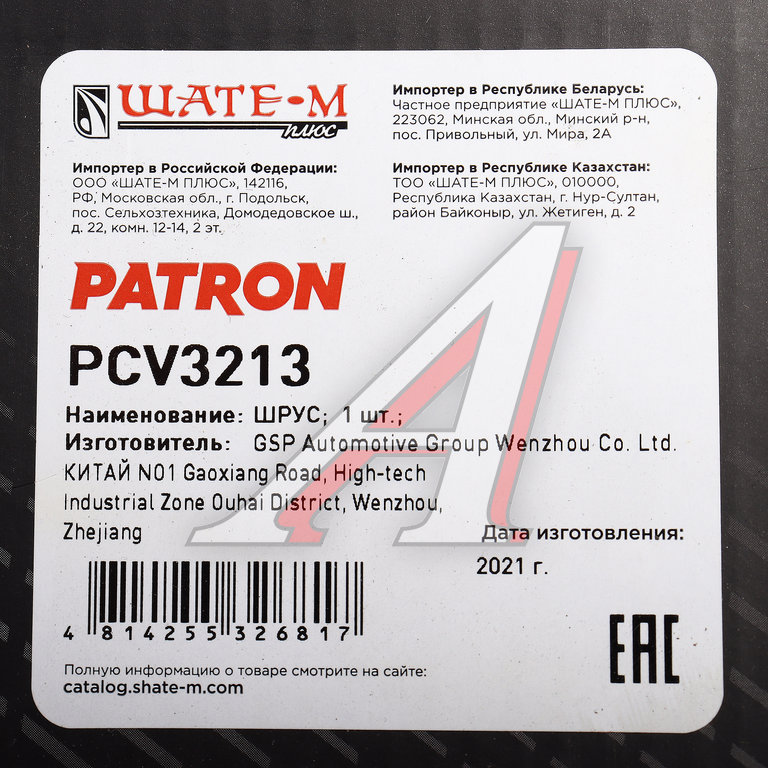 ШАТЕ-М
плюс
Импортер в Российской Федерации:
ООО «ШАТЕ-М ПЛЮС», 142116,
РФ, Московская обл., г. Подольск,
пос. Сельхозтехника, Домодедовское ш.,
д. 22, комн. 12-14, 2 эт.
Импортер в Республике Беларусь:
Частное предприятие «ШАТЕ-М ПЛЮС»,
223062, Минская обл., Минский р-н,
пос. Привольный, ул. Мира, 2А
Импортер в Республике Казахстан:
ТОО «ШАТЕ-М ПЛЮС», 010000,
Республика Казахстан, г. Нур-Султан,
район Байконыр, ул. Жетиген, д. 2
PATRON
PCV3213
Наименование: ШРУС; 1 шт.;
Изготовитель: GSP Automotive Group Wenzhou Co. Ltd.
КИТАЙ NO1 Gaoxiang Road, High-tech
Industrial Zone Ouhai District, Wenzhou,
Zhejiang
Дата изготовления:
2021 г.
4 814255 326817
EAC
Полную информацию о товаре смотрите на сайте:
catalog.shate-m.com